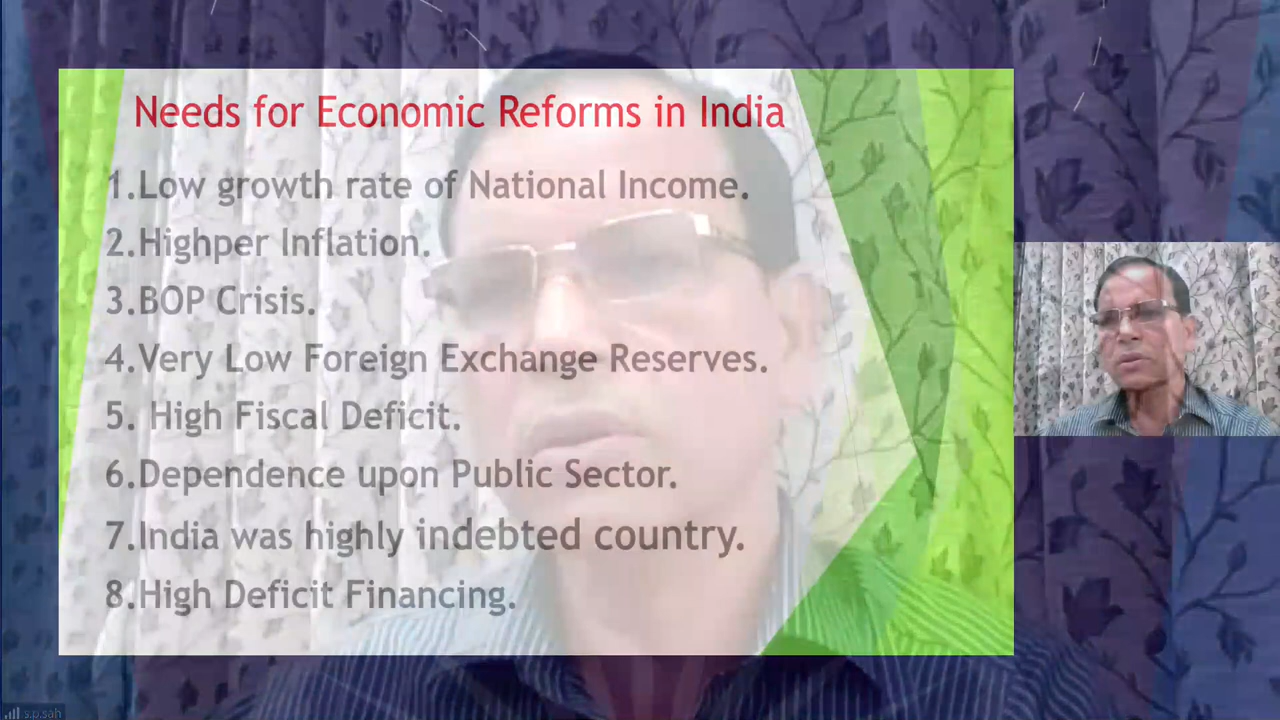 Needs for Economic Reforms in India
1.Low growth rate of National Income.
2.Highper Inflation.
3.BOP Crisis.
4.Very Low Foreign Exchange Reserves.
5. High Fiscal Deficit.
6.Dependence upon Public Sector.
7.India was highly indebted country.
8.High Deficit Financing.
s.p.sah